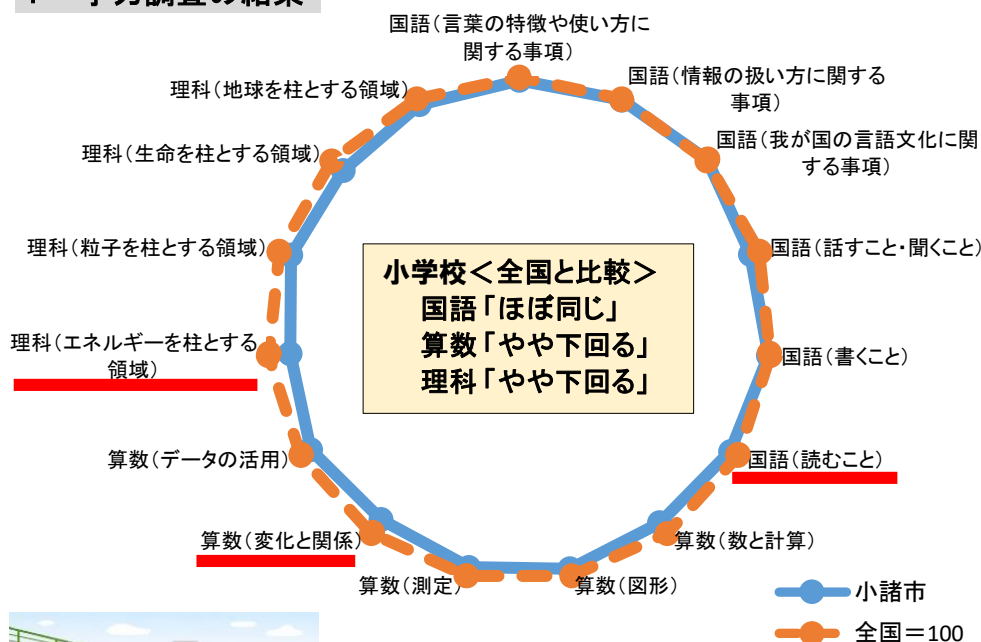 国語(言葉の特徴や使い方に
関する事項)
国語(情報の扱い方に関する
事項)
国語(我が国の言語文化に関
する事項)
国語(話すこと・聞くこと)
国語(書くこと)
国語(読むこと)
算数(数と計算)
算数(図形)
算数(測定)
算数(変化と関係)
算数(データの活用)
理科(エネルギーを柱とする
領域)
理科(粒子を柱とする領域)
理科(生命を柱とする領域)
理科(地球を柱とする領域)
小学校<全国と比較>
国語「ほぼ同じ」
算数「やや下回る」
理科「やや下回る」
小諸市
全国=100